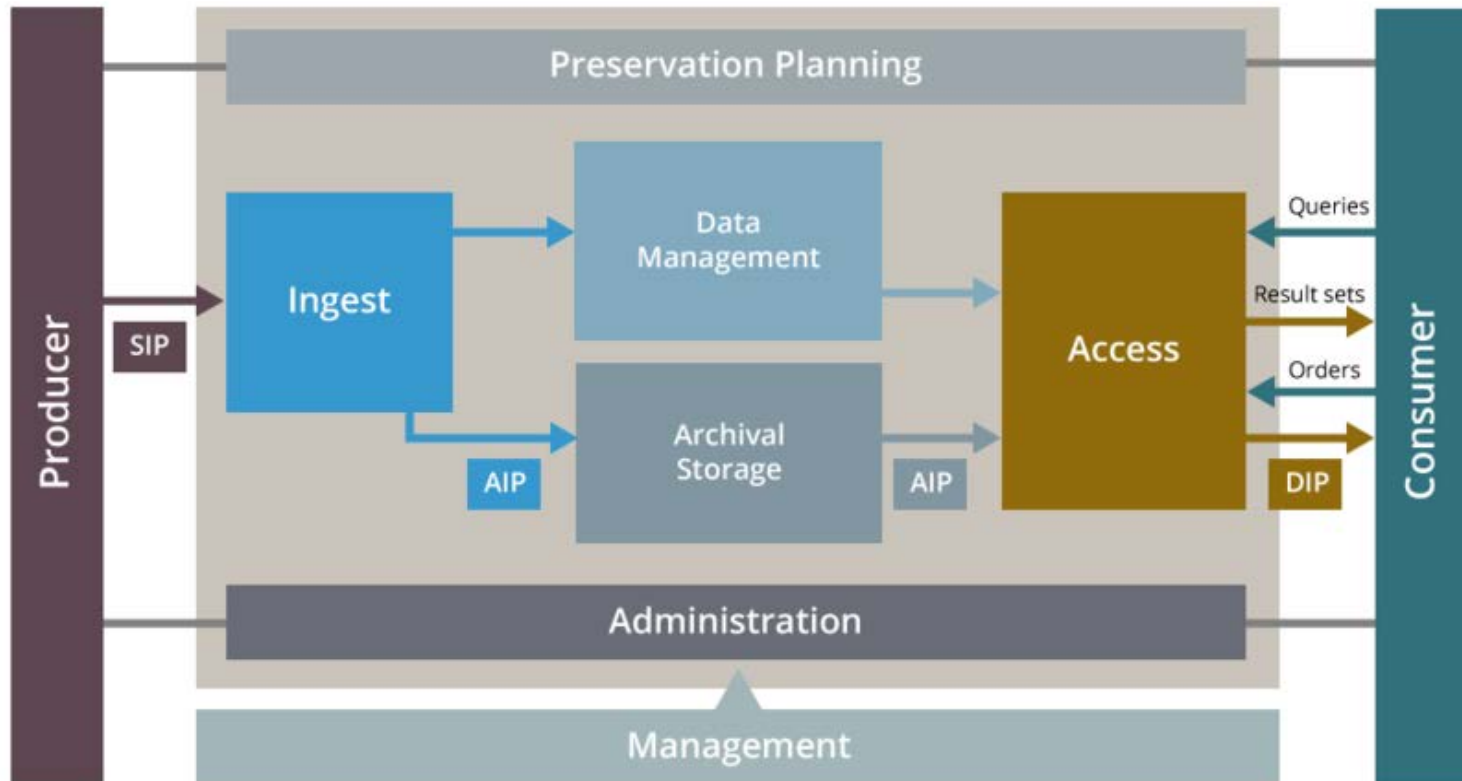 Preservation Planning
Producer
SIP
Ingest
Data
Management
AIP
Archival
Storage
AIP
Access
Queries
Result sets
Orders
DIP
Consumer
Administration
Management